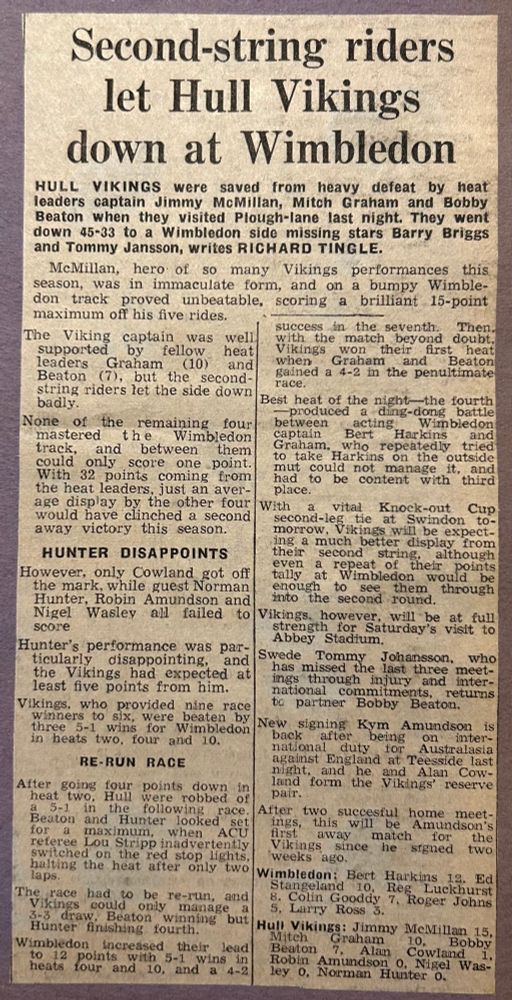 Second-string riders
let Hull Vikings
down at Wimbledon
HULL VIKINGS were saved from heavy defeat by heat
leaders captain Jimmy McMillan, Mitch Graham and Bobby
Beaton when they visited Plough-lane last night. They went
down 45-33 to a Wimbledon side missing stars Barry Briggs
and Tommy Jansson, writes RICHARD TINGLE.
McMillan, hero of so many Vikings performances this
season, was in immaculate form, and on a bumpy Wimble-
don track proved unbeatable, scoring a brilliant 15-point
maximum off his five rides.
The Viking captain was well
supported by fellow heat
leaders Graham (10) and
Beaton (7), but the second-
string riders let the side down
badly.
None of the remaining four
mastered the Wimbledon
track, and between them
could only score one point.
With 32 points coming from
the heat leaders, just an aver-
age display by the other four
would have clinched a second
away victory this season.
HUNTER DISAPPOINTS
However, only Cowland got off
the mark, while guest Norman
Hunter, Robin Amundson and
Nigel Wasley all failed to
score
Hunter's performance was par-
ticularly disappointing, and
the Vikings had expected at
least five points from him.
Vikings, who provided nine race
winners to six, were beaten by
three 5-1 wins for Wimbledon
in heats two, four and 10.
RE-RUN RACE
After going four points down in
heat two, Hull were robbed of
a 5-1 in the following race.
Beaton and Hunter looked set
for a maximum, when ACU
referee Lou Stripp inadvertently
switched on the red stop lights,
halting the heat after only two
laps.
The race had to be re-run, and
Vikings could only manage a
3-3 draw, Beaton winning but
Hunter finishing fourth.
Wimbledon increased their lead
to 12 points with 5-1 wins in
heats four and 10, and a 4-2
success in the seventh. Then,
with the match beyond doubt,
Vikings won their first heat
when Graham and Beaton
gained a 4-2 in the penultimate
race.
Best heat of the night—the fourth
—produced a ding-dong battle
between acting Wimbledon
captain Bert Harkins and
Graham, who repeatedly tried
to take Harkins on the outside
mut could not manage it, and
had to be content with third
place.
With a vital Knock-out Cup
second-leg tie at Swindon to-
morrow, Vikings will be expect-
ing a much better display from
their second string, although
even a repeat of their points
tally at Wimbledon would be
enough to see them through
into the second round.
Vikings, however, will be at full
strength for Saturday's visit to
Abbey Stadium.
Swede Tommy Johansson, who
has missed the last three meet-
ings through injury and inter-
national commitments, returns
to partner Bobby Beaton.
New signing Kym Amundson is
back after being on inter-
national duty for Australasia
against England at Teesside last
night, and he and Alan Cow-
land form the Vikings' reserve
pair.
After two succesful home meet-
ings, this will be Amundson's
first away match for the
Vikings since he signed two
weeks ago.
Wimbledon: Bert Harkins 12, Ed
Stangeland 10, Reg Luckhurst
8, Colin Gooddy 7, Roger Johns
5, Larry Ross 3.
Hull Vikings: Jimmy McMillan 15,
Mitch Graham 10, Bobby
Beaton 7, Alan Cowland 1,
Robin Amundson 0, Nigel Was-
ley 0, Norman Hunter 0.